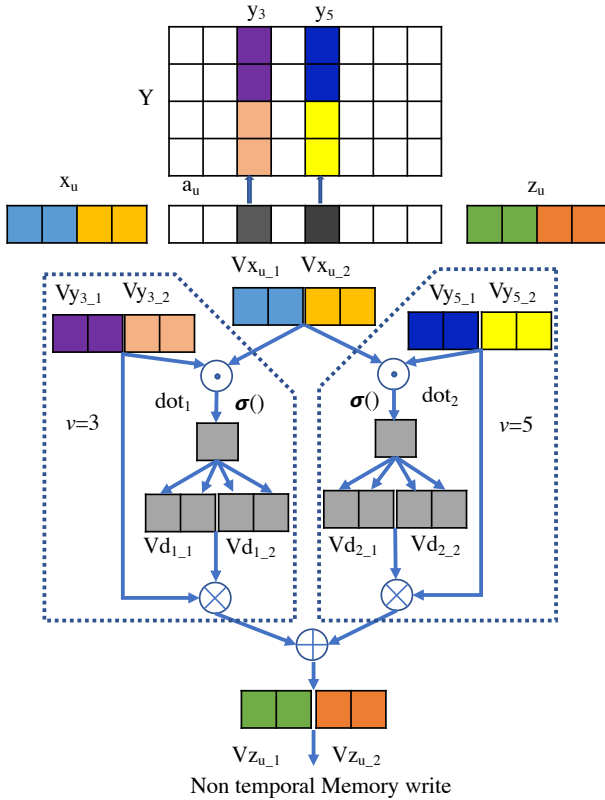 y₃ y₅
Y
xᵤ aᵤ zᵤ
Vxᵤ_₁ Vxᵤ_₂
Vy₃_₁ Vy₃_₂ Vy₅_₁ Vy₅_₂
dot₁ σ() σ() dot₂
v=3 v=5
Vd₁_₁ Vd₁_₂ Vd₂_₁ Vd₂_₂
Vzᵤ_₁ Vzᵤ_₂
Non temporal Memory write